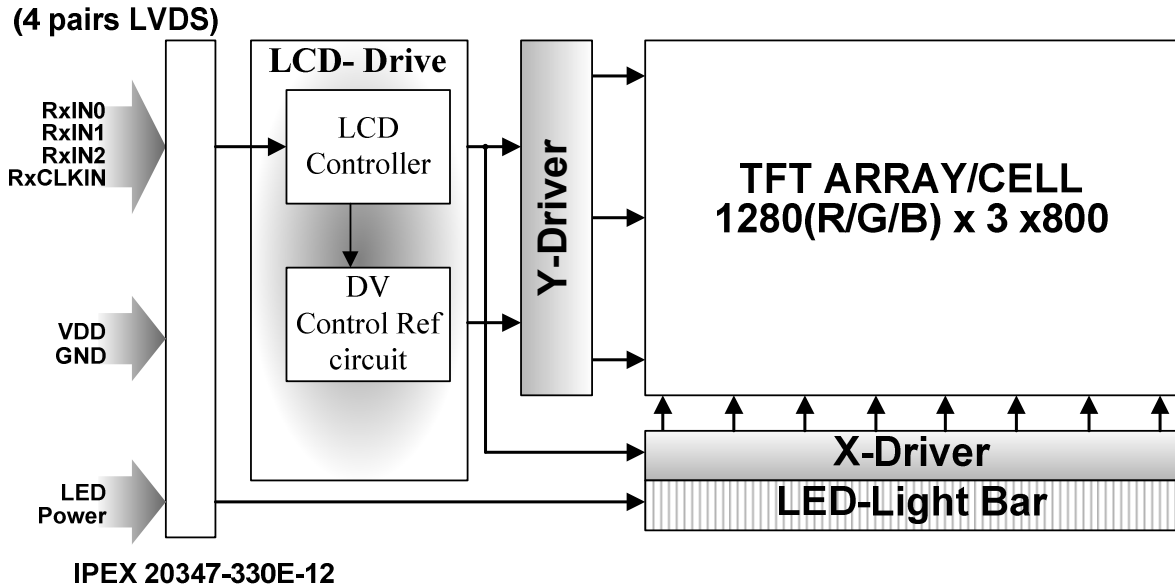 (4 pairs LVDS)
RxIN0
RxIN1
RxIN2
RxCLKIN
VDD
GND
LED
Power
IPEX 20347-330E-12
LCD- Drive
LCD
Controller
DV
Control Ref
circuit
Y-Driver
TFT ARRAY/CELL
1280(R/G/B) x 3 x800
X-Driver
LED-Light Bar